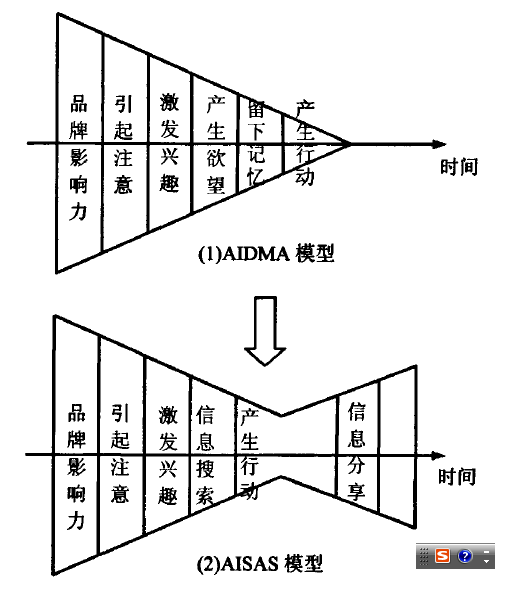 品牌影响力
引起注意
激发兴趣
产生欲望
留下记忆
产生行动
时间
(1)AIDMA 模型
品牌影响力
引起注意
激发兴趣
信息搜索
产生行动
信息分享
时间
(2)AISAS 模型
S
?